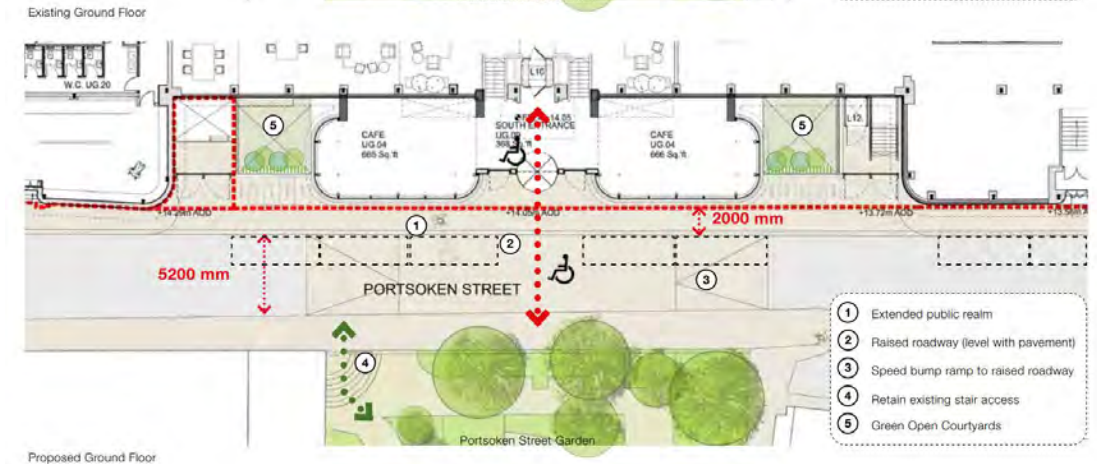 Existing Ground Floor
W.C. UG.20
L10
14.05
SOUTH ENTRANCE
CAFE
UG.04
665 Sq.'ft
CAFE
UG.04
666 Sq.'ft
L12.
5
5
+14.05m AOD
+13.72m AOD
2000 mm
1
2
5200 mm
PORTSOKEN STREET
3
4
Portsoken Street Garden
1 Extended public realm
2 Raised roadway (level with pavement)
3 Speed bump ramp to raised roadway
4 Retain existing stair access
5 Green Open Courtyards
Proposed Ground Floor